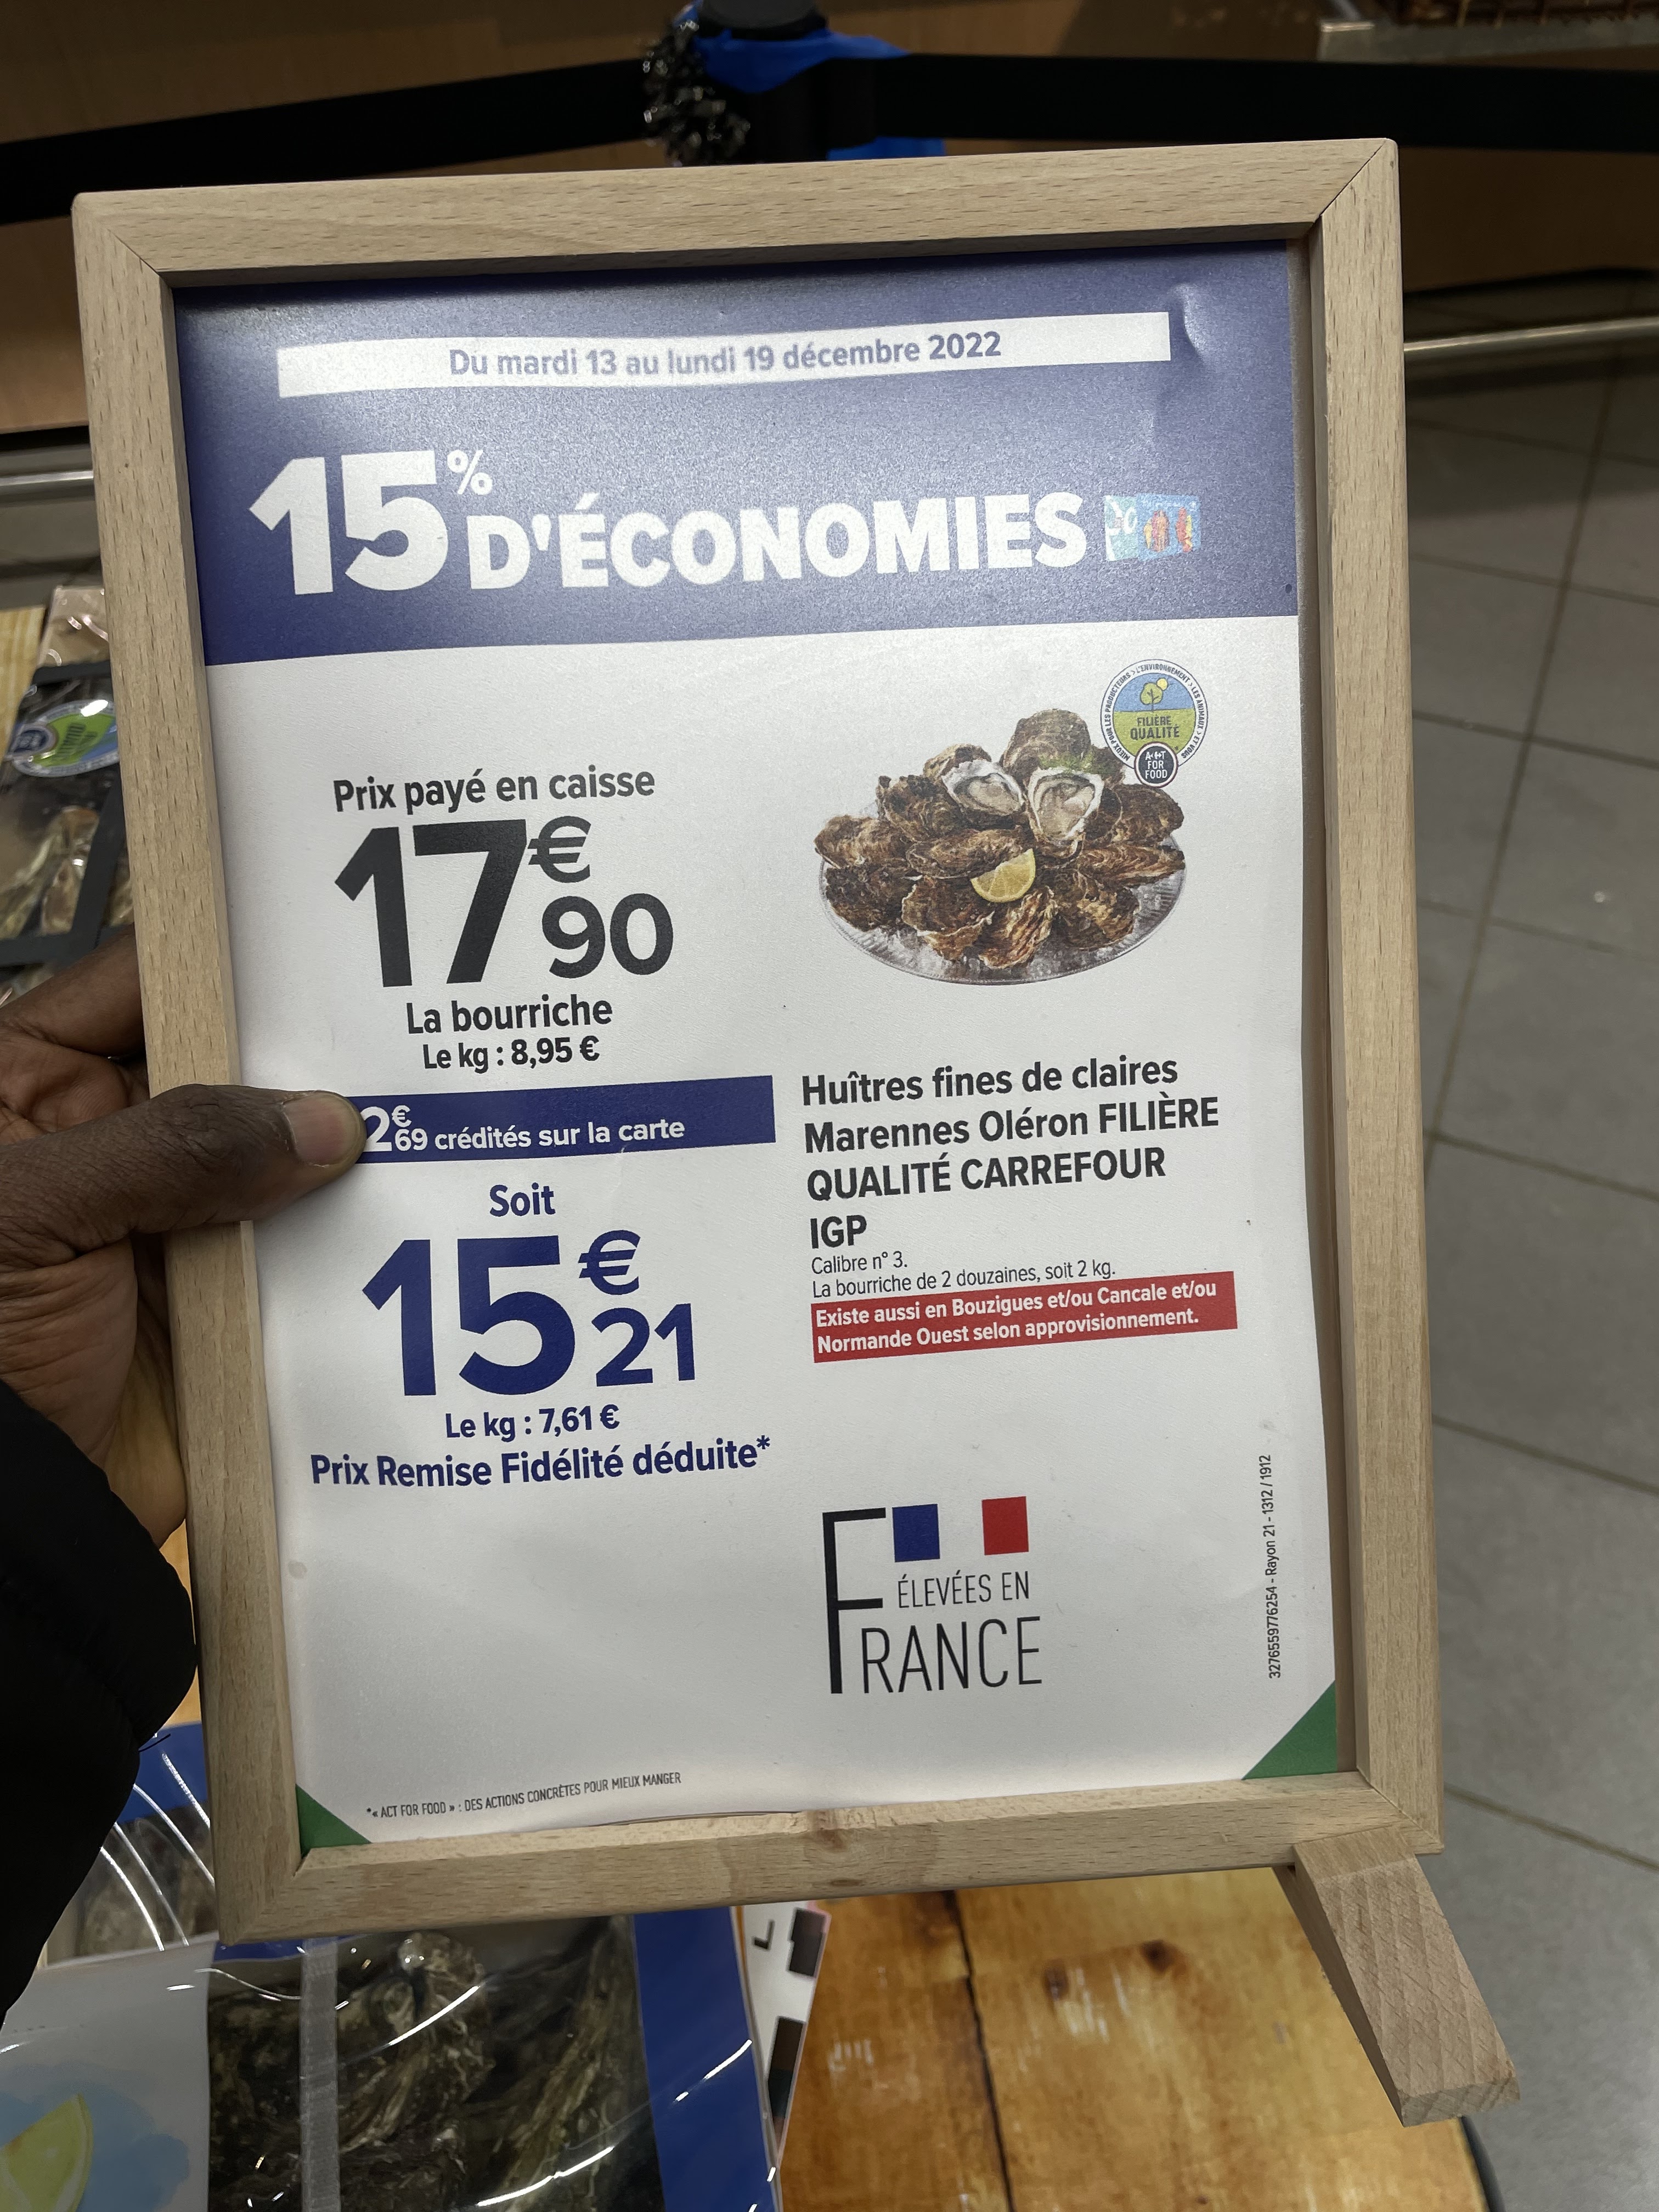 Du mardi 13 au lundi 19 décembre 2022
15% D'ÉCONOMIES
Prix payé en caisse
17€90
La bourriche
Le kg : 8,95 €
2€69 crédités sur la carte
Soit
15€21
Le kg : 7,61 €
Prix Remise Fidélité déduite*
FILIÈRE
QUALITÉ
FOR
FOOD
Huîtres fines de claires
Marennes Oléron FILIÈRE
QUALITÉ CARREFOUR
IGP
Calibre n° 3.
La bourriche de 2 douzaines, soit 2 kg.
Existe aussi en Bouzigues et/ou Cancale et/ou
Normande Ouest selon approvisionnement.
ÉLEVÉES EN
FRANCE
3276559776254 - Rayon 21 - 1312 / 1912
*« ACT FOR FOOD » : DES ACTIONS CONCRÈTES POUR MIEUX MANGER